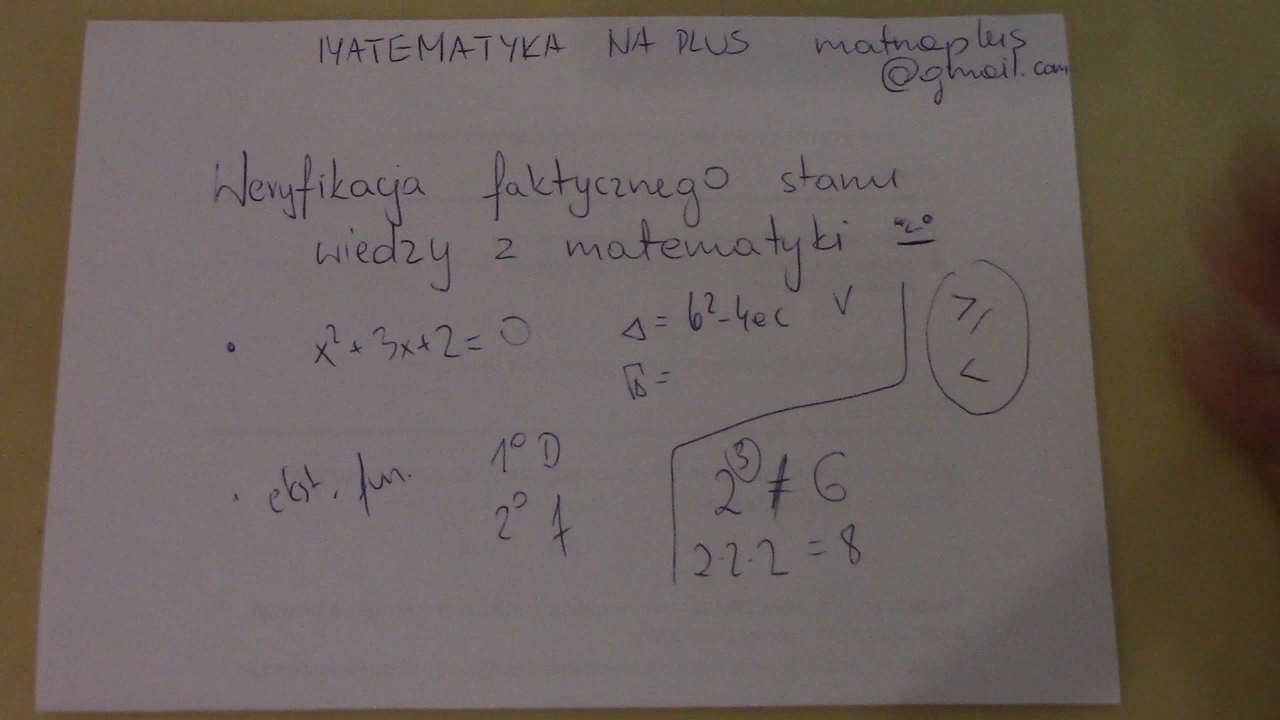 MATEMATYKA NA PLUS matnaplus
@gmail.com
Weryfikacja faktycznego stanu
wiedzy z matematyki
• x²+3x+2=0 Δ=b²-4ac V
√Δ=
≥
<
• ekst. fun. 1° D
2° f
2³ ≠ 6
2·2·2=8